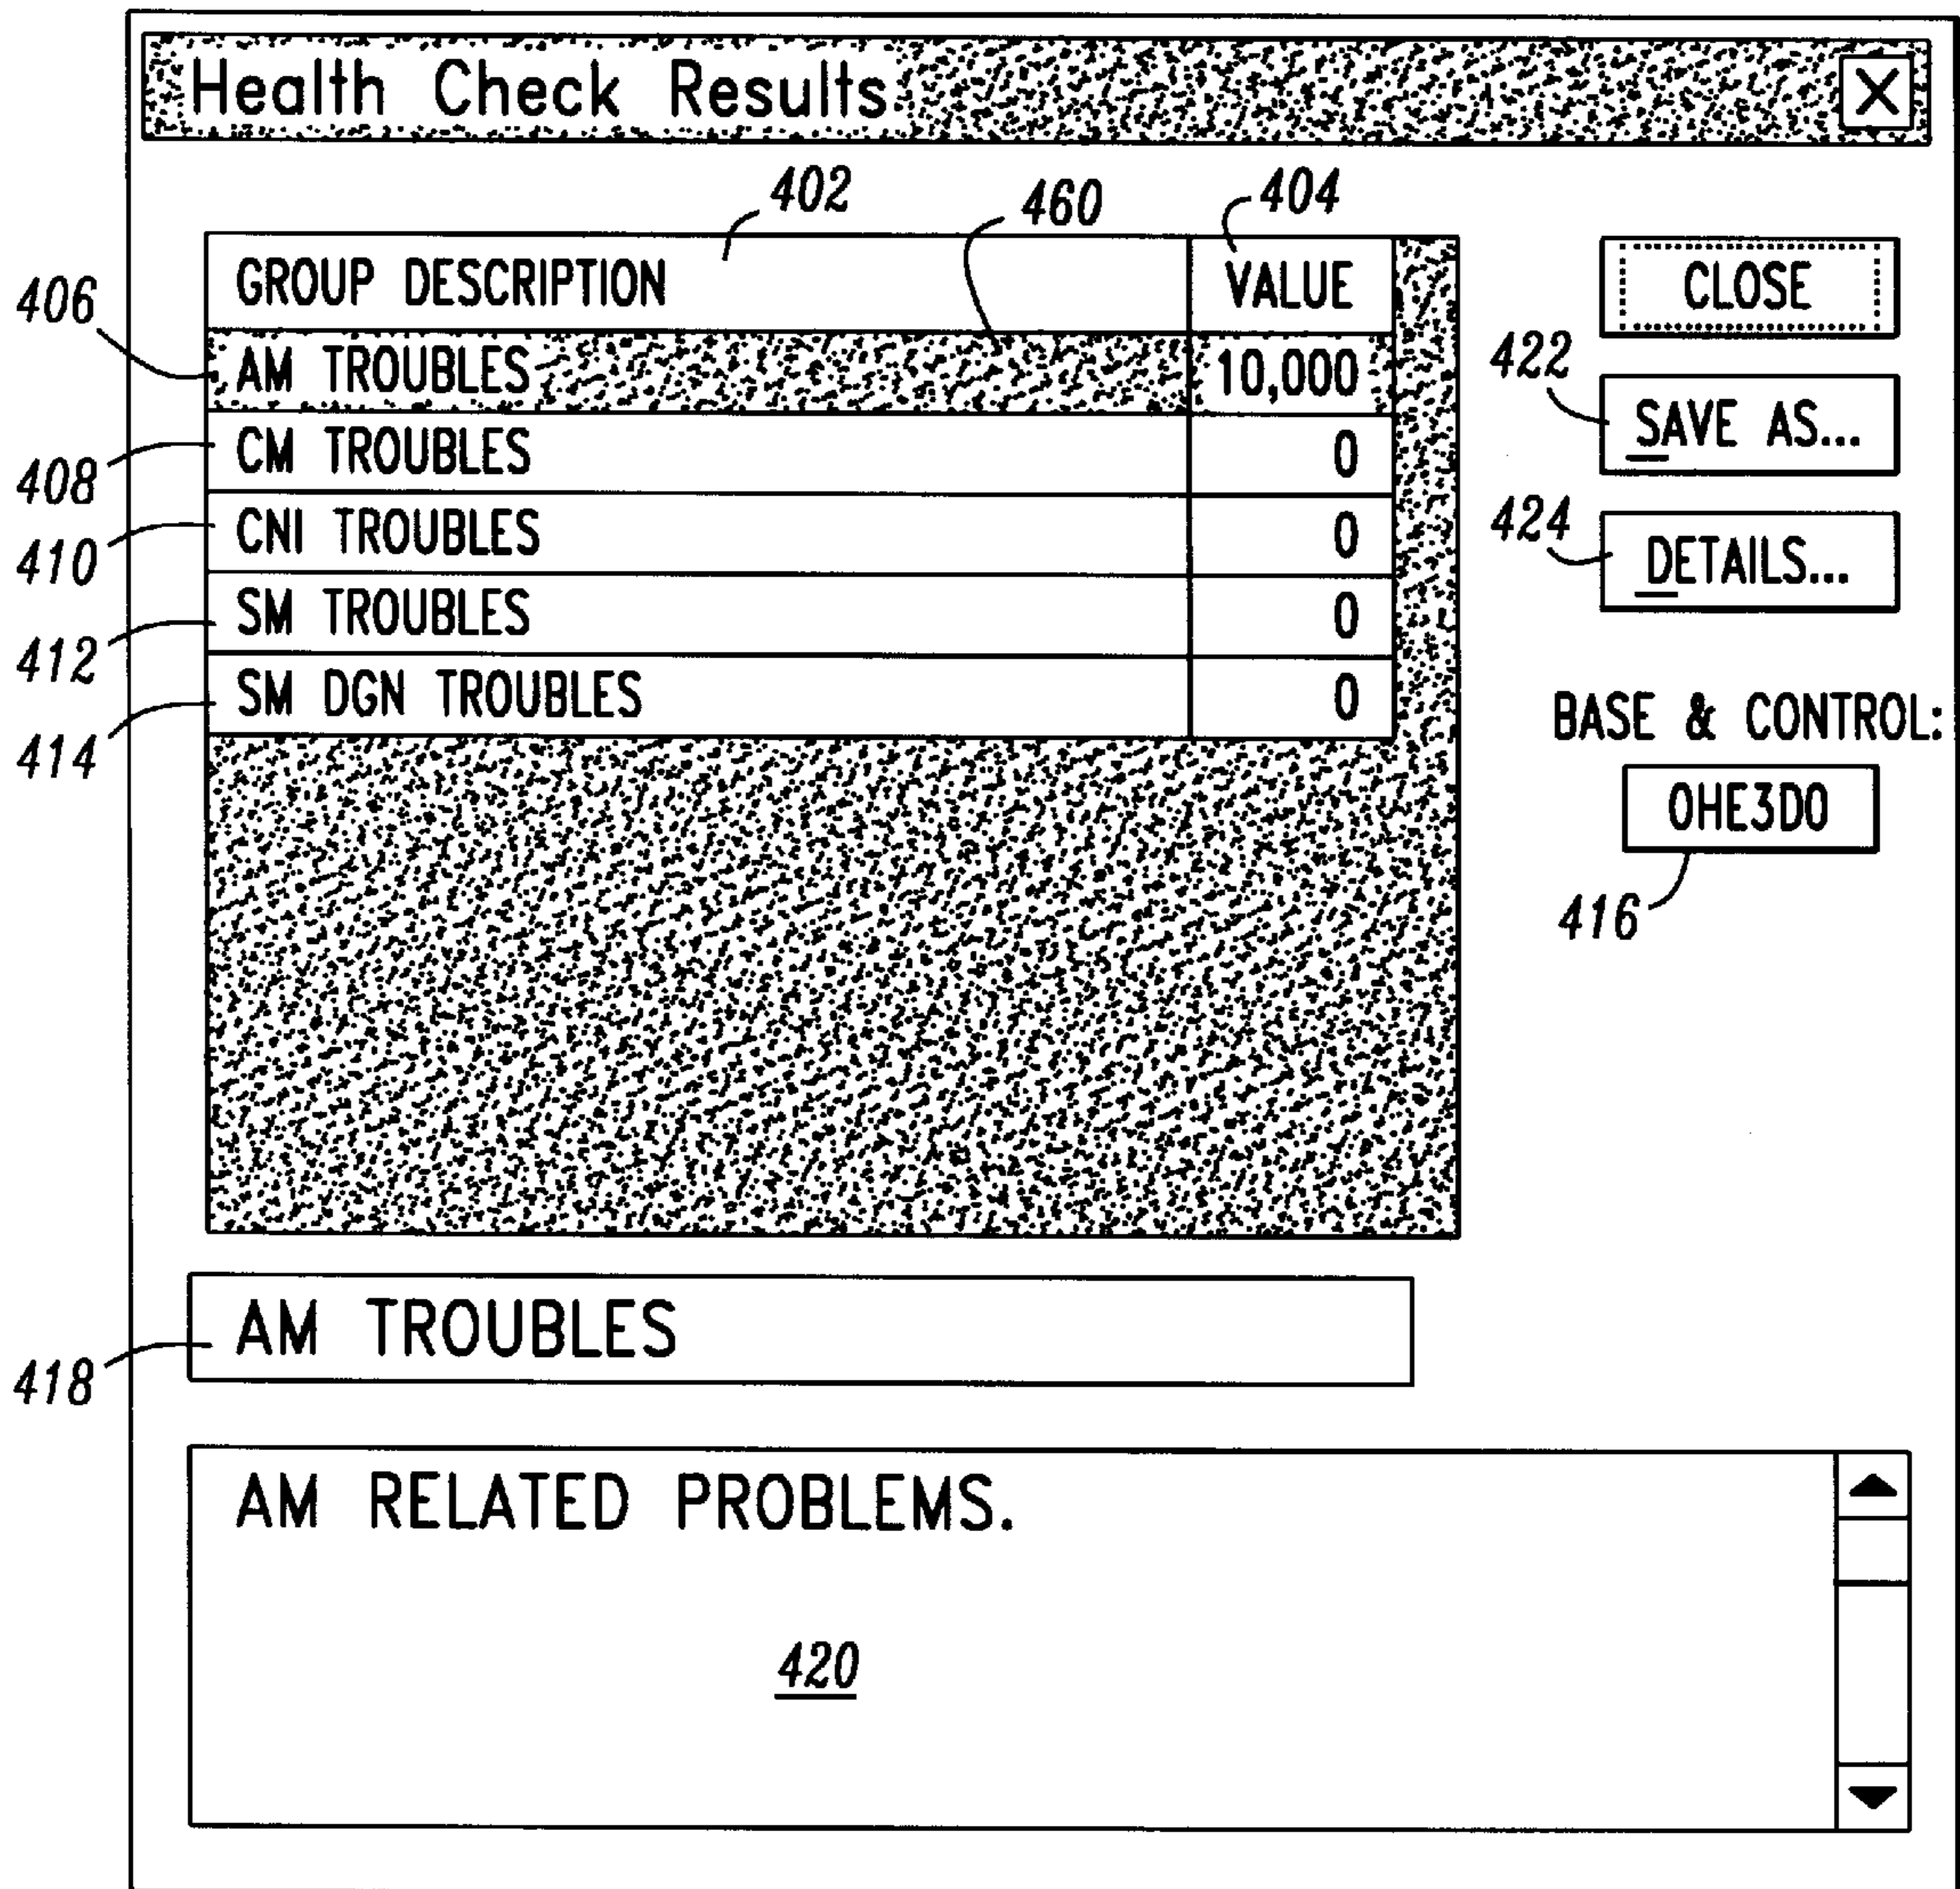 Health Check Results X
402 460 404
GROUP DESCRIPTION VALUE CLOSE
406 AM TROUBLES 10,000
422 SAVE AS...
408 CM TROUBLES 0
410 CNI TROUBLES 0
424 DETAILS...
412 SM TROUBLES 0
414 SM DGN TROUBLES 0
BASE & CONTROL:
0HE3D0
416
AM TROUBLES
418
AM RELATED PROBLEMS.
420